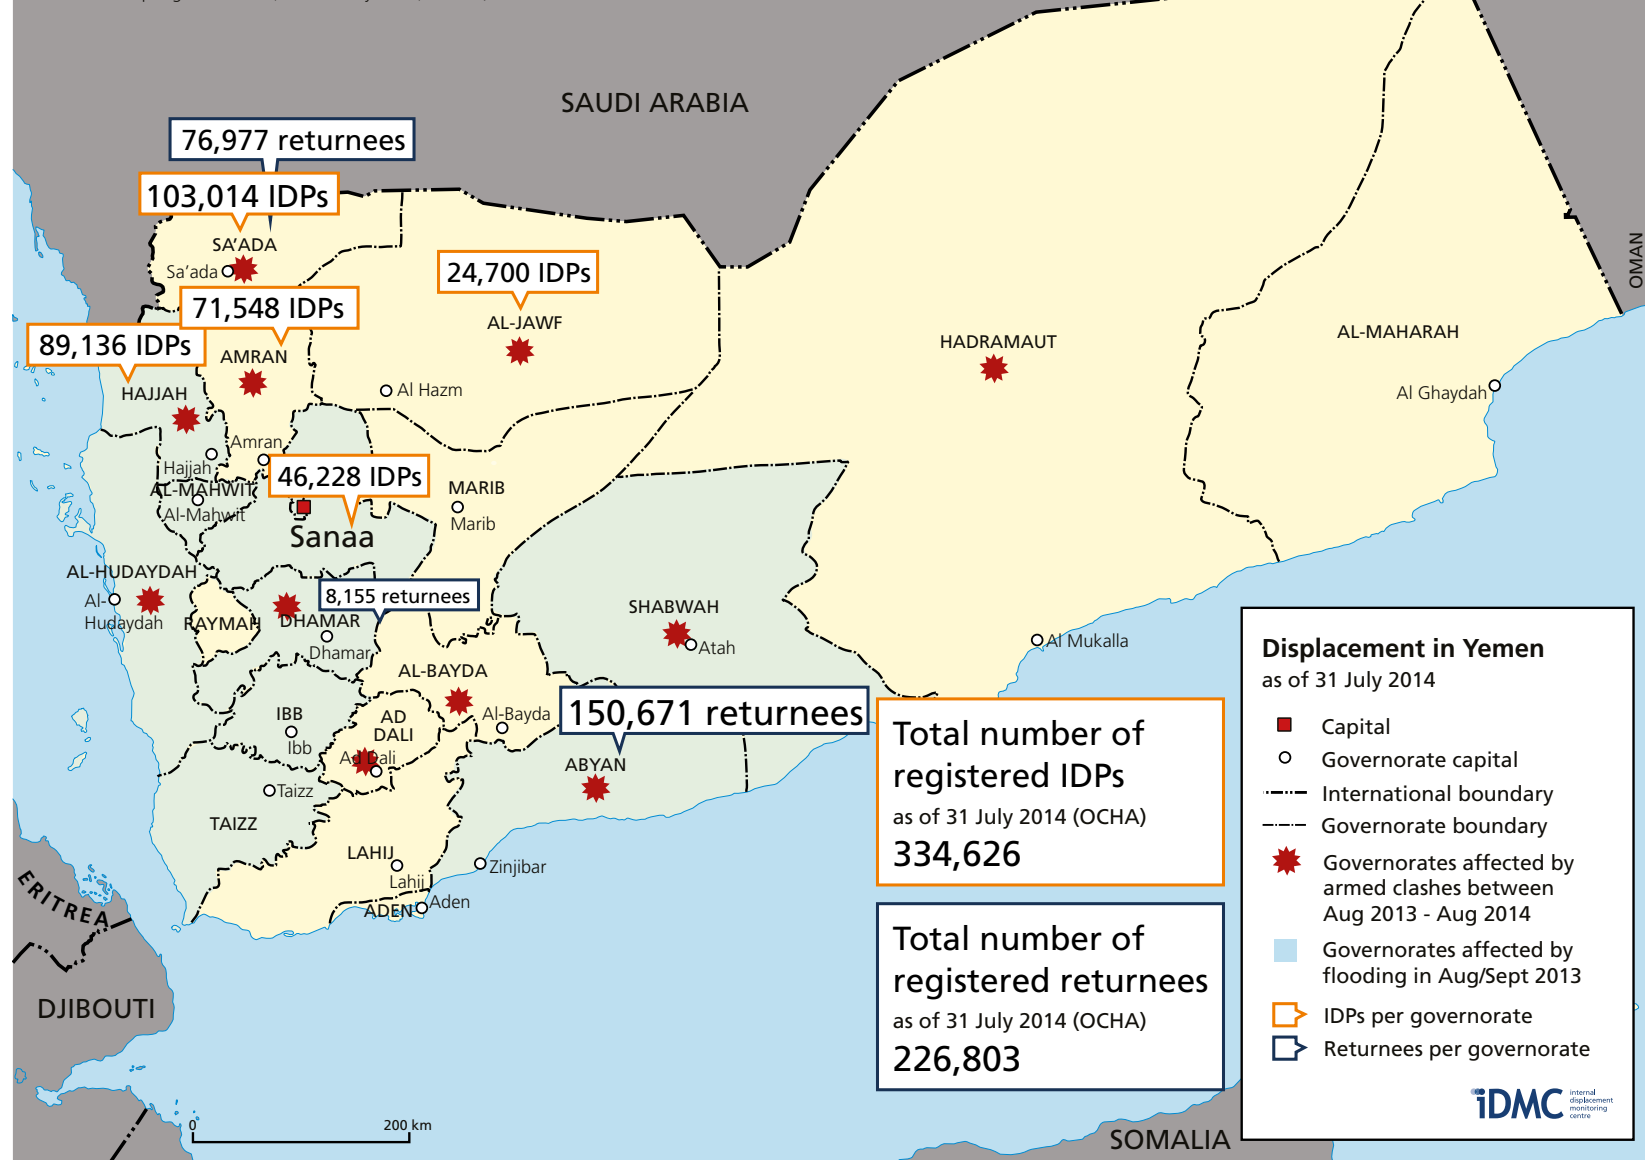 SAUDI ARABIA
OMAN
76,977 returnees
103,014 IDPs
SA'ADA
Sa'ada
71,548 IDPs
24,700 IDPs
AL-JAWF
89,136 IDPs
AMRAN
HAJJAH
Al Hazm
HADRAMAUT
AL-MAHARAH
Al Ghaydah
Amran
Hajjah
46,228 IDPs
AL-MAHWIT
Al-Mahwit
MARIB
Marib
Sanaa
AL-HUDAYDAH
Al-
Hudaydah
RAYMAH
8,155 returnees
DHAMAR
Dhamar
SHABWAH
Atah
Al Mukalla
AL-BAYDA
Al-Bayda
IBB
Ibb
AD
DALI
Ad Dali
150,671 returnees
ABYAN
Taizz
TAIZZ
LAHIJ
Lahij
Zinjibar
ADEN
Aden
ERITREA
DJIBOUTI
SOMALIA
0
200 km
Total number of
registered IDPs
as of 31 July 2014 (OCHA)
334,626
Total number of
registered returnees
as of 31 July 2014 (OCHA)
226,803
Displacement in Yemen
as of 31 July 2014
Capital
Governorate capital
International boundary
Governorate boundary
Governorates affected by
armed clashes between
Aug 2013 - Aug 2014
Governorates affected by
flooding in Aug/Sept 2013
IDPs per governorate
Returnees per governorate
iDMC
internal
displacement
monitoring
centre